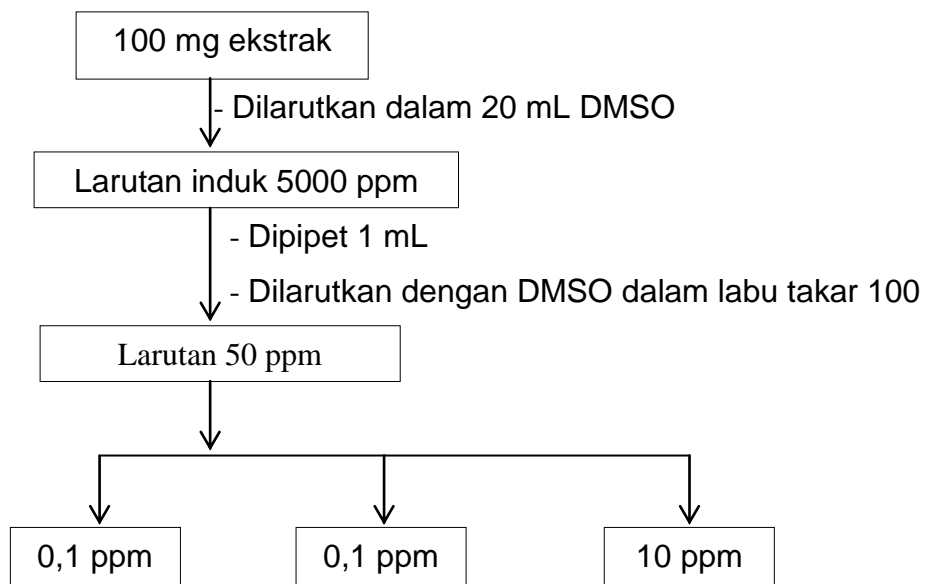 100 mg ekstrak
- Dilarutkan dalam 20 mL DMSO
Larutan induk 5000 ppm
- Dipipet 1 mL
- Dilarutkan dengan DMSO dalam labu takar 100
Larutan 50 ppm
0,1 ppm
0,1 ppm
10 ppm